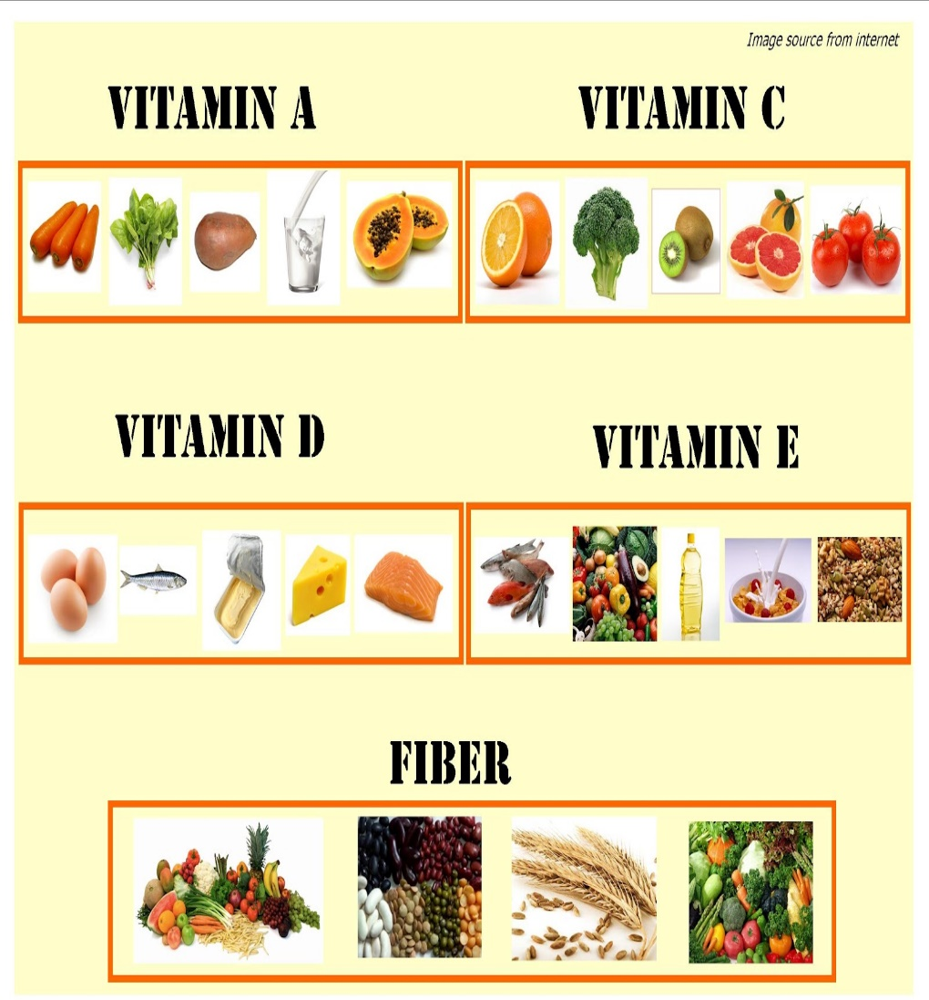 Image source from internet
VITAMIN A
VITAMIN C
VITAMIN D
VITAMIN E
FIBER